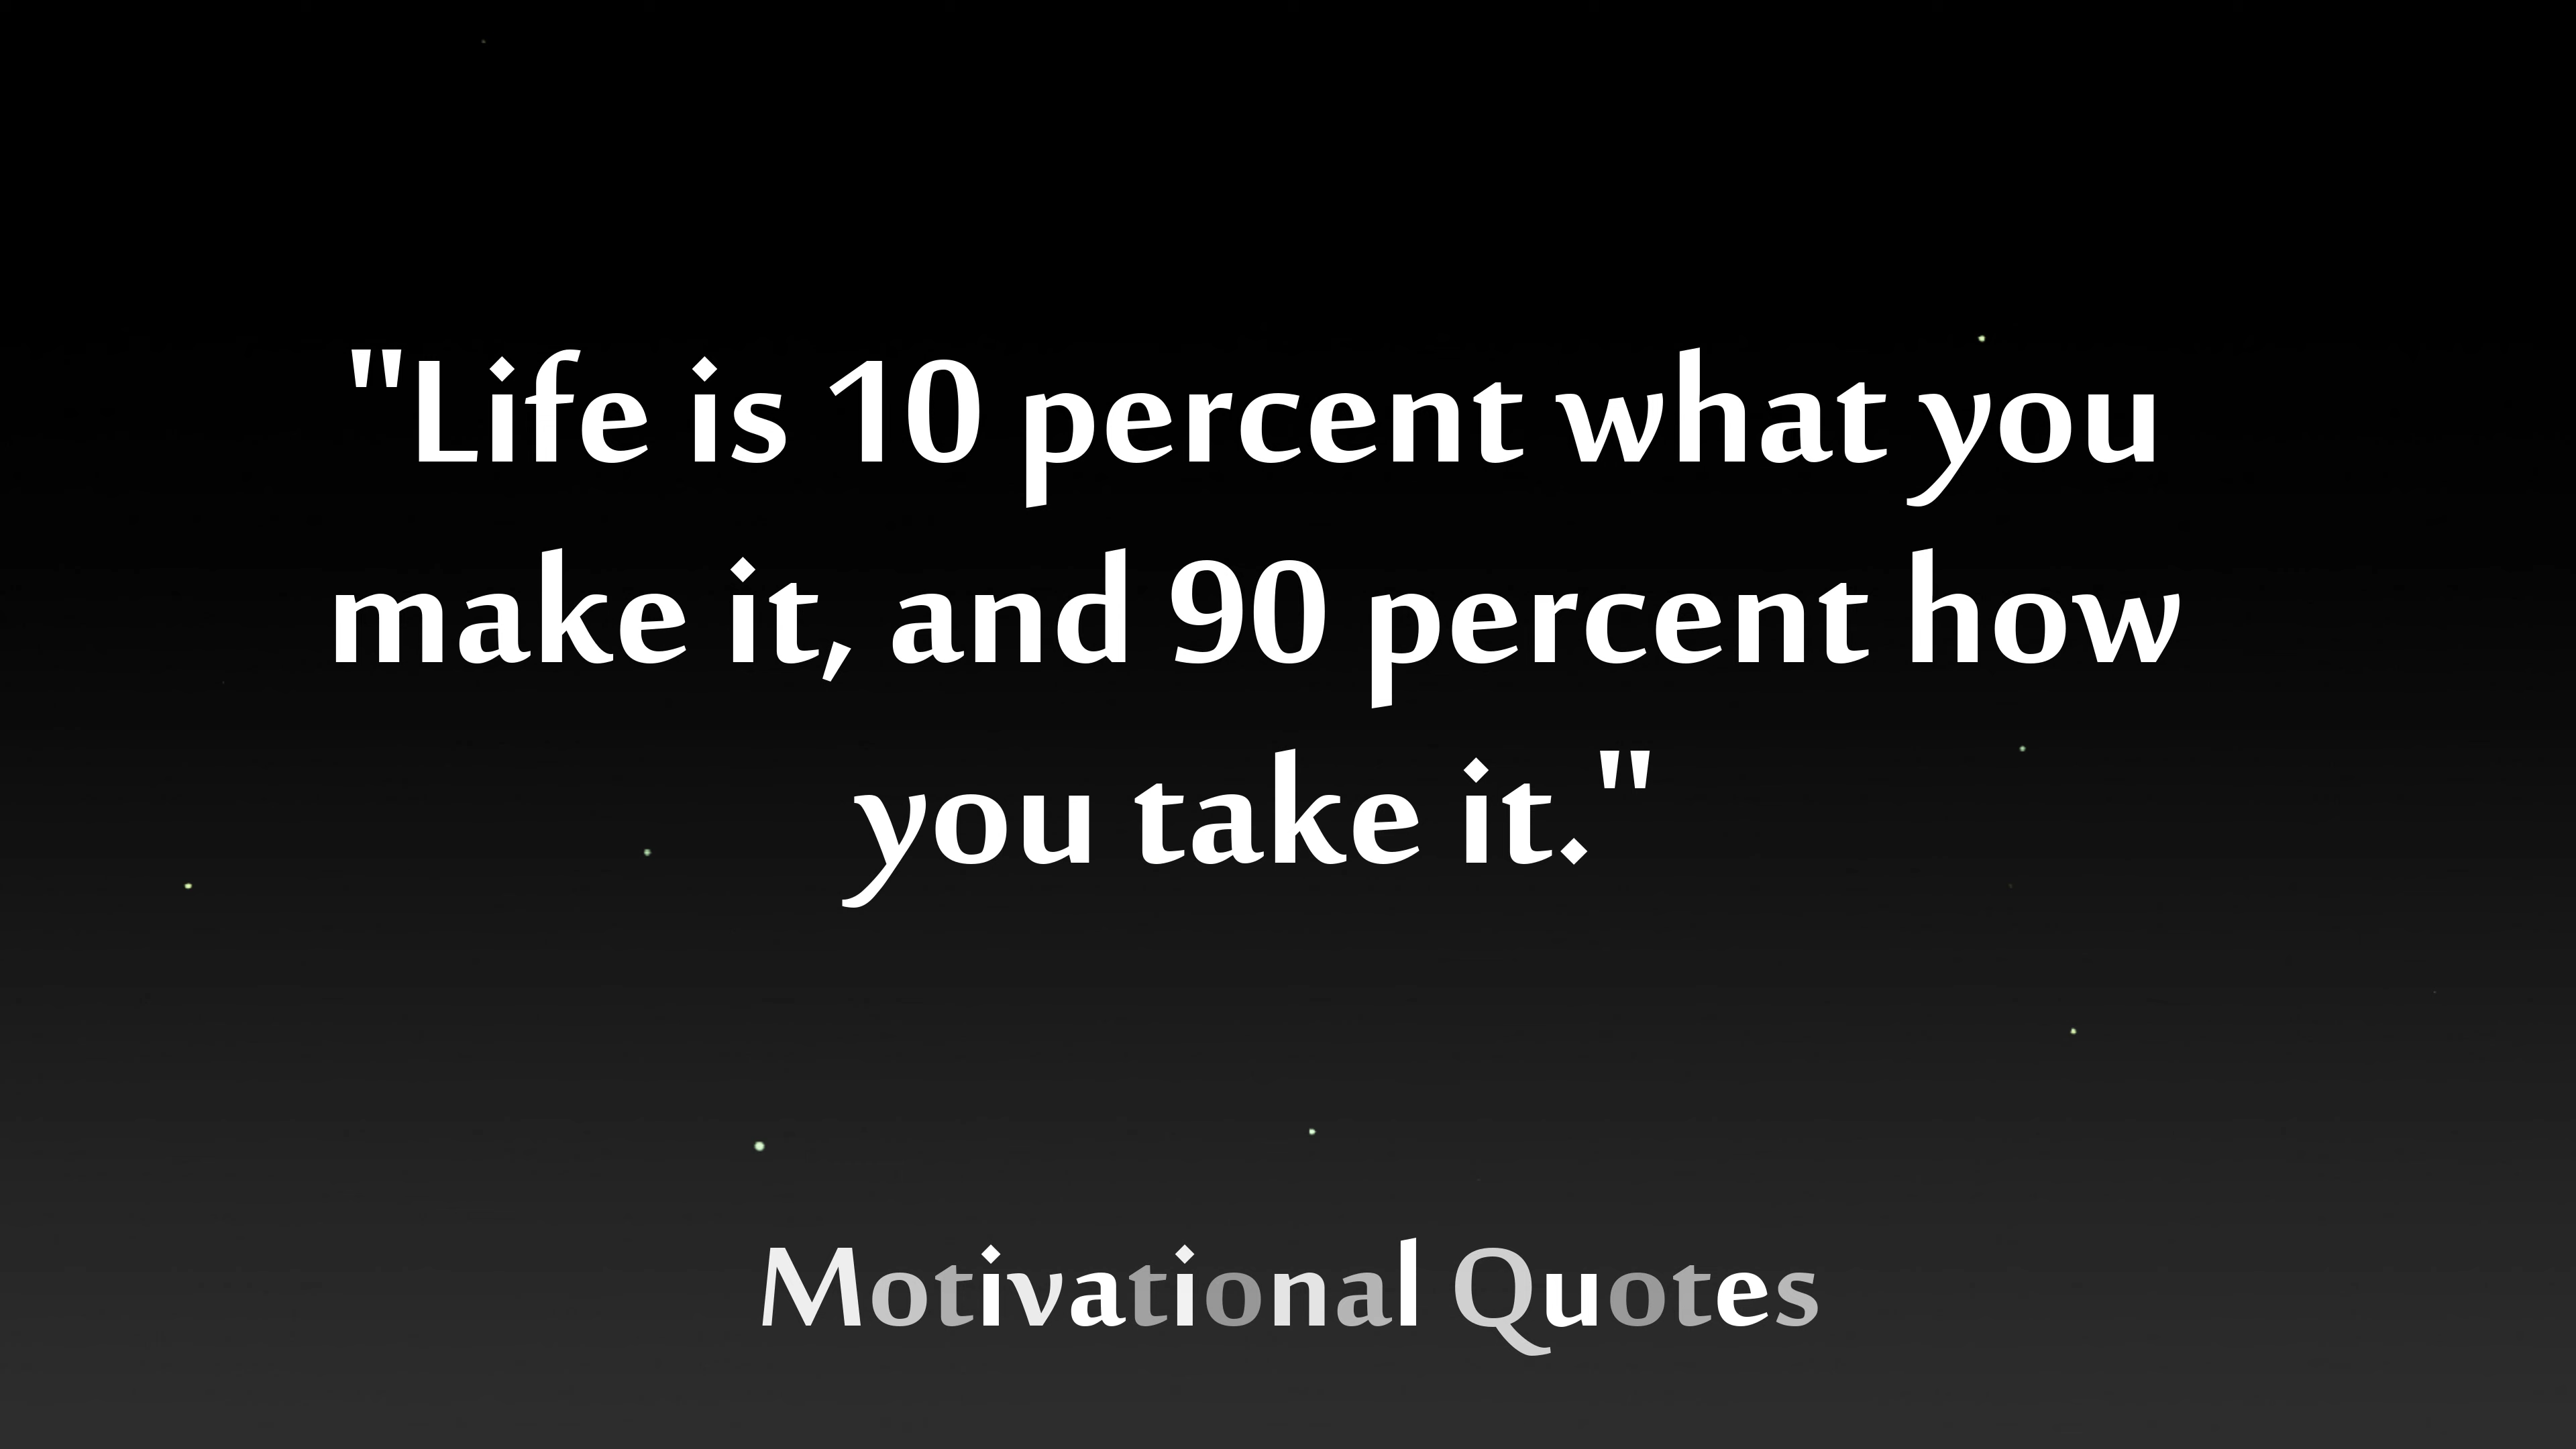 "Life is 10 percent what you
make it, and 90 percent how
you take it."
Motivational Quotes